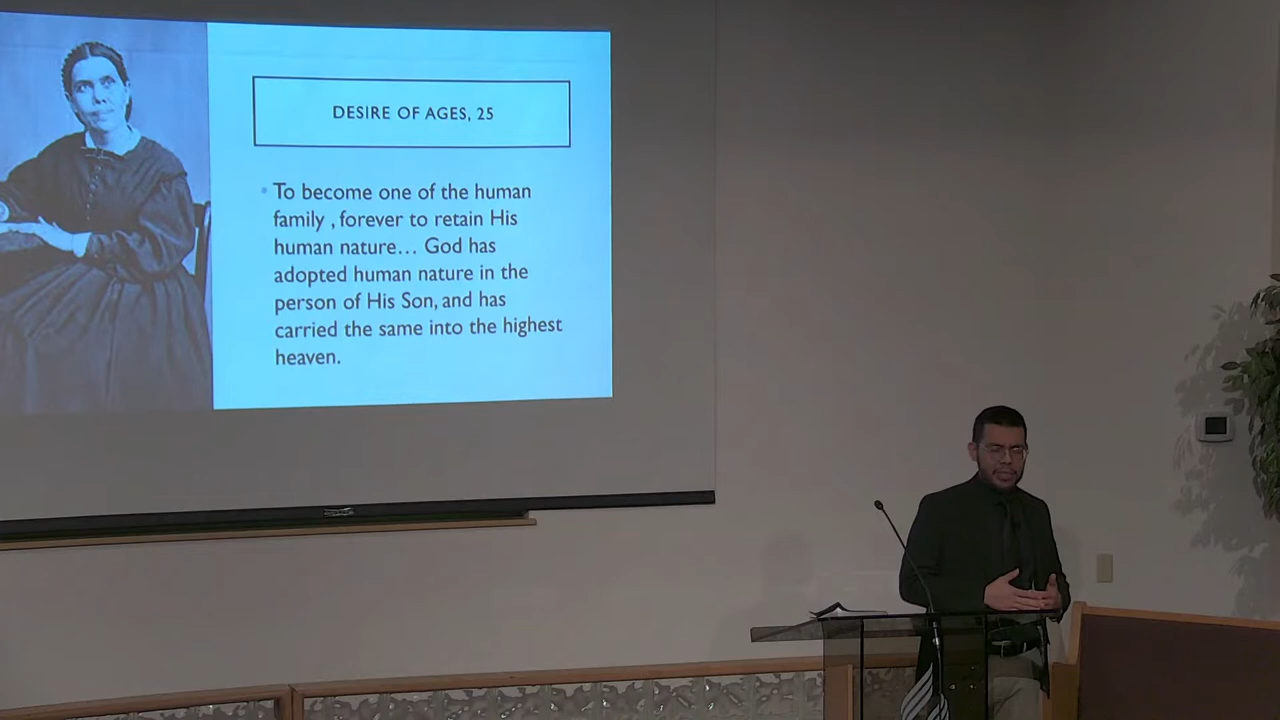 DESIRE OF AGES, 25
To become one of the human
family , forever to retain His
human nature... God has
adopted human nature in the
person of His Son, and has
carried the same into the highest
heaven.